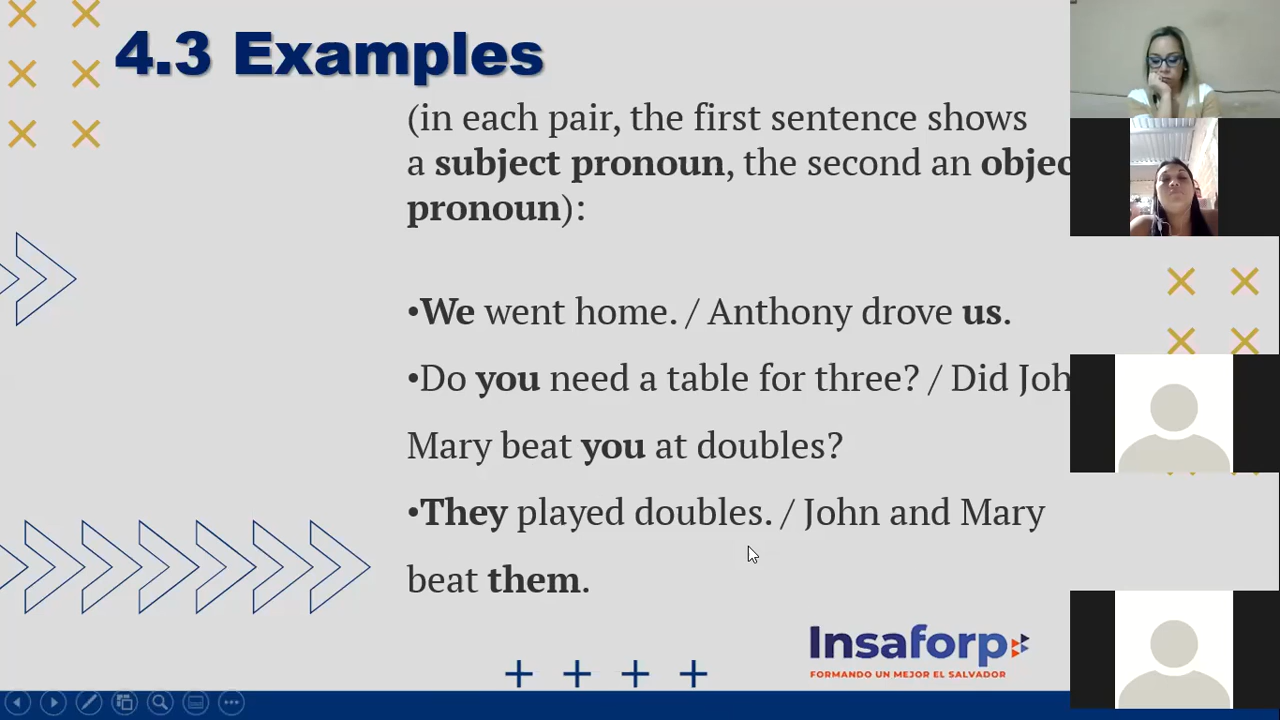 4.3 Examples
(in each pair, the first sentence shows
a subject pronoun, the second an
pronoun):
•We went home. / Anthony drove us.
•Do you need a table for three? / Did
Mary beat you at doubles?
•They played doubles. / John and Mary
beat them.
Insaforp
FORMANDO UN MEJOR EL SALVADOR